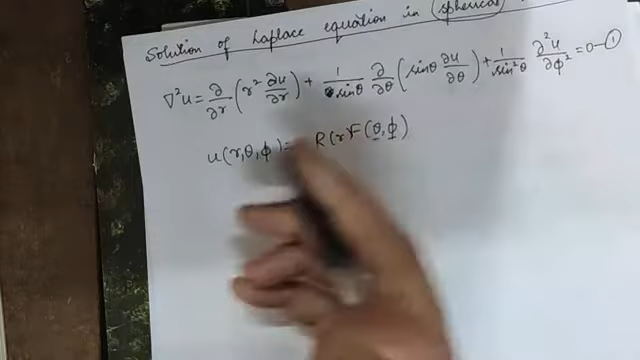 Solution of Laplace equation in (spherical)
∇²u = ∂/∂r (r² ∂u/∂r) + 1/sinθ ∂/∂θ (sinθ ∂u/∂θ) + 1/sin²θ ∂²u/∂ϕ² = 0 — ①
u(r,θ,ϕ) = R(r) F(θ,ϕ)